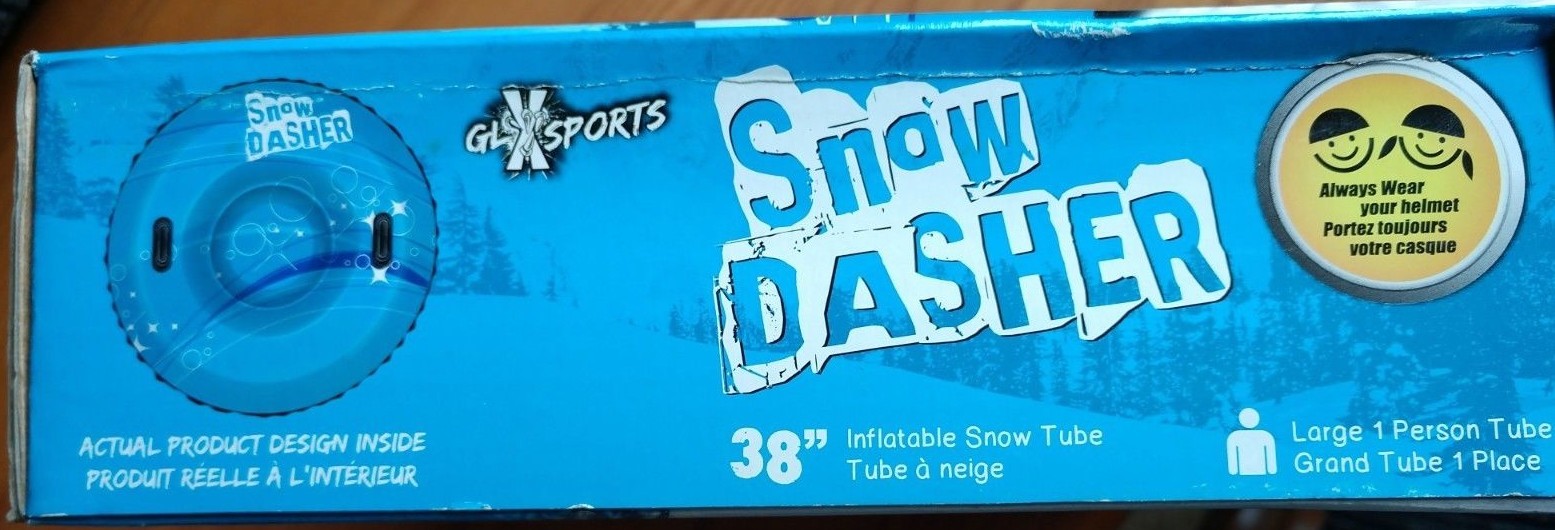 Snow
DASHER
ACTUAL PRODUCT DESIGN INSIDE
PRODUIT RÉELLE À L'INTÉRIEUR
GLX SPORTS
Snow
DASHER
38" Inflatable Snow Tube
Tube à neige
Always Wear
your helmet
Portez toujours
votre casque
Large 1 Person Tube
Grand Tube 1 Place